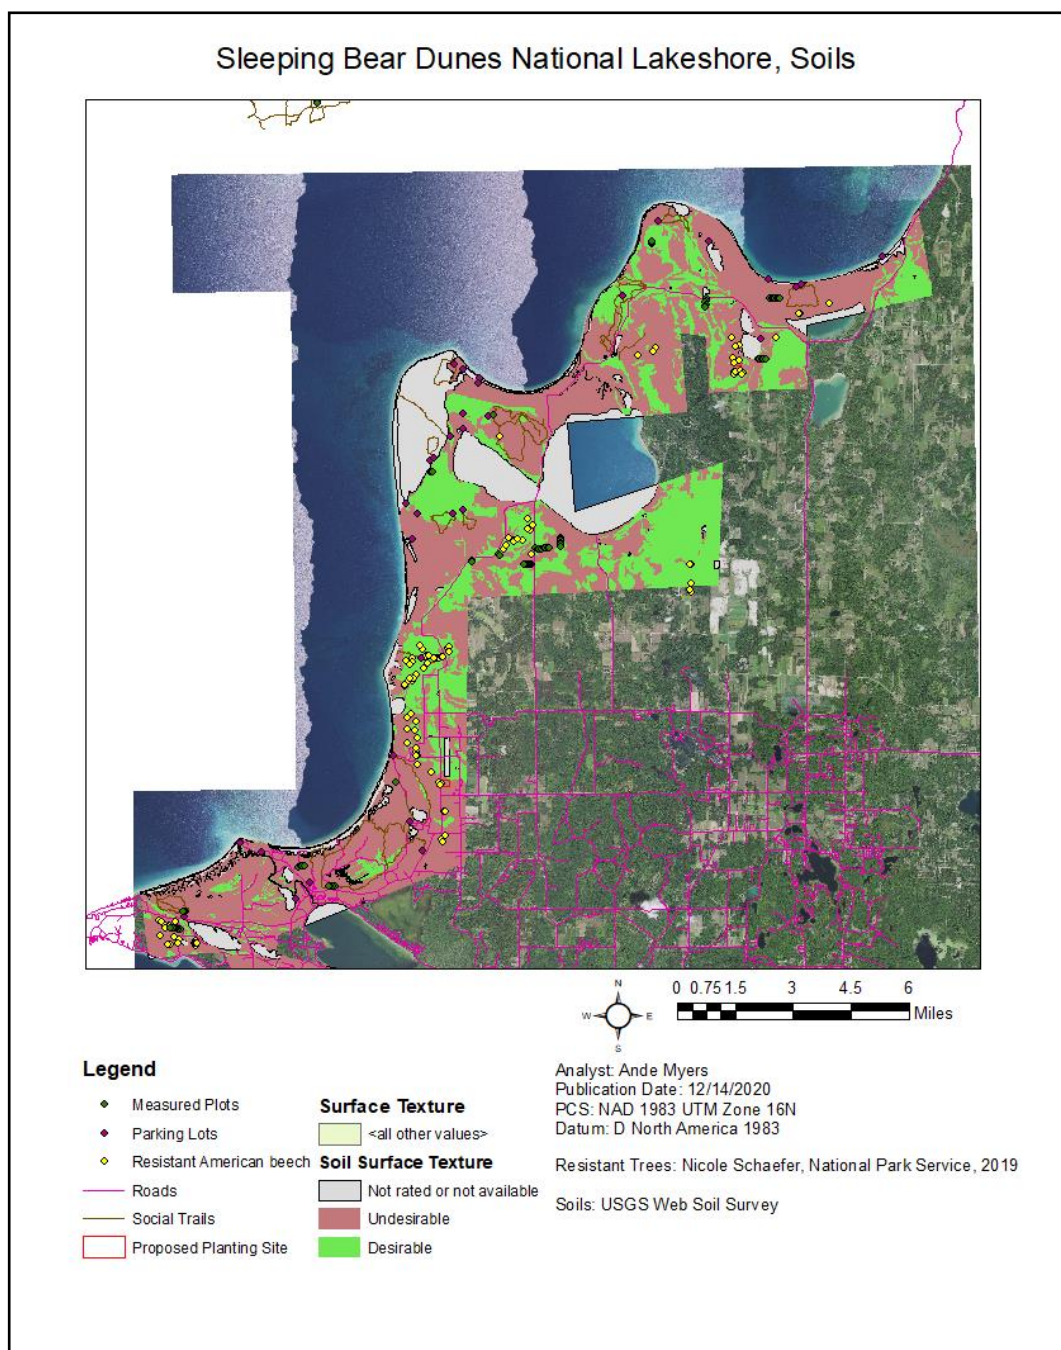 Sleeping Bear Dunes National Lakeshore, Soils
N
W E
S
0 0.75 1.5 3 4.5 6
Miles
Legend
Measured Plots
Parking Lots
Resistant American beech
Roads
Social Trails
Proposed Planting Site
Surface Texture
<all other values>
Soil Surface Texture
Not rated or not available
Undesirable
Desirable
Analyst: Ande Myers
Publication Date: 12/14/2020
PCS: NAD 1983 UTM Zone 16N
Datum: D North America 1983
Resistant Trees: Nicole Schaefer, National Park Service, 2019
Soils: USGS Web Soil Survey